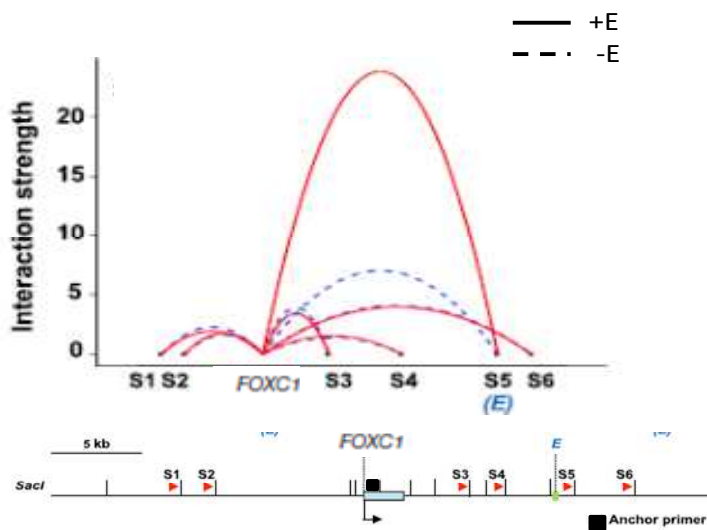 +E
-E
Interaction strength
20
15
10
5
0
S1 S2 FOXC1 S3 S4 S5 S6
(E)
5 kb
FOXC1
E
SacI
S1 S2 S3 S4 S5 S6
Anchor primer